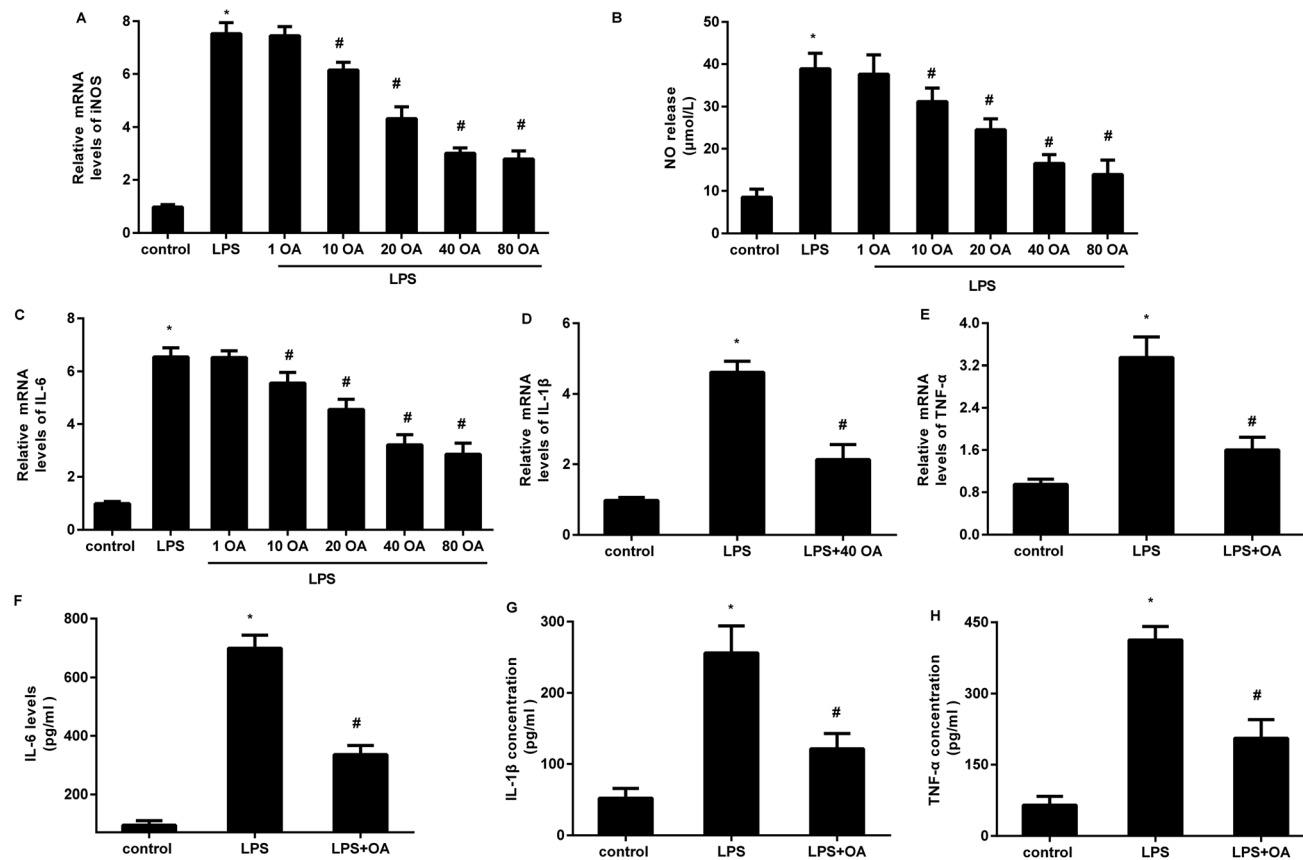 A
Relative mRNA
levels of iNOS
8
6
4
2
0
*
#
#
#
#
control LPS 1 OA 10 OA 20 OA 40 OA 80 OA
LPS
B
NO release
(μmol/L)
50
40
30
20
10
0
*
#
#
#
#
control LPS 1 OA 10 OA 20 OA 40 OA 80 OA
LPS
C
Relative mRNA
levels of IL-6
8
6
4
2
0
*
#
#
#
#
control LPS 1 OA 10 OA 20 OA 40 OA 80 OA
LPS
D
Relative mRNA
levels of IL-1β
6
4
2
0
*
#
control LPS LPS+40 OA
E
Relative mRNA
levels of TNF-α
4.0
3.2
2.4
1.6
0.8
0.0
*
#
control LPS LPS+OA
F
IL-6 levels
(pg/ml )
800
600
400
200
*
#
control LPS LPS+OA
G
IL-1β concentration
(pg/ml )
300
200
100
0
*
#
control LPS LPS+OA
H
TNF-α concentration
(pg/ml )
450
300
150
0
*
#
control LPS LPS+OA